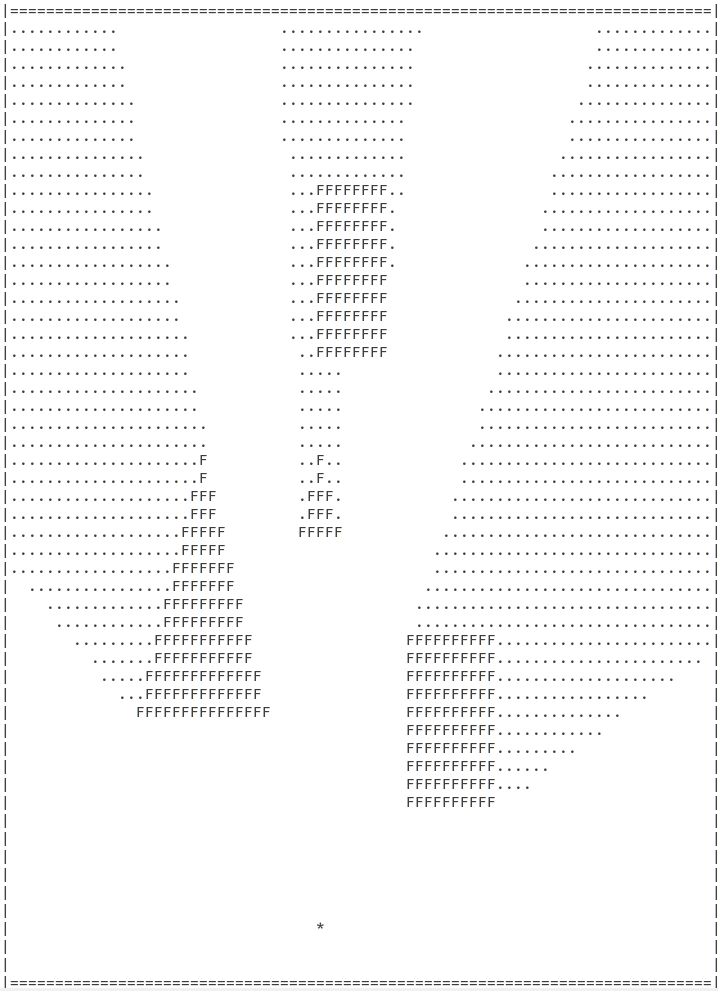 |==============================================================================|
|............                  ................                   .............|
|............                  ...............                    .............|
|.............                 ...............                   ..............|
|.............                 ...............                   ..............|
|..............                ...............                  ...............|
|..............                ..............                  ................|
|..............                ..............                  ................|
|...............                .............                 .................|
|...............                .............                ..................|
|................               ...FFFFFFFF..                ..................|
|................               ...FFFFFFFF.                ...................|
|.................              ...FFFFFFFF.                ...................|
|.................              ...FFFFFFFF.               ....................|
|..................             ...FFFFFFFF.              .....................|
|..................             ...FFFFFFFF               .....................|
|...................            ...FFFFFFFF              ......................|
|...................            ...FFFFFFFF             .......................|
|....................           ...FFFFFFFF             .......................|
|....................            ..FFFFFFFF            ........................|
|....................            .....                 ........................|
|.....................           .....                .........................|
|.....................           .....               ..........................|
|......................          .....               ..........................|
|......................          .....              ...........................|
|.....................F          ..F..             ............................|
|.....................F          ..F..             ............................|
|....................FFF         .FFF.            .............................|
|....................FFF         .FFF.            .............................|
|...................FFFFF        FFFFF           ..............................|
|...................FFFFF                       ...............................|
|..................FFFFFFF                      ...............................|
|  ................FFFFFFF                     ................................|
|    .............FFFFFFFFF                   .................................|
|     ............FFFFFFFFF                   .................................|
|       .........FFFFFFFFFFF                 FFFFFFFFFF........................|
|         .......FFFFFFFFFFF                 FFFFFFFFFF....................... |
|          .....FFFFFFFFFFFFF                FFFFFFFFFF....................    |
|            ...FFFFFFFFFFFFF                FFFFFFFFFF.................       |
|              FFFFFFFFFFFFFFF               FFFFFFFFFF..............          |
|                                            FFFFFFFFFF............            |
|                                            FFFFFFFFFF.........               |
|                                            FFFFFFFFFF......                  |
|                                            FFFFFFFFFF....                    |
|                                            FFFFFFFFFF                        |
|                                                                              |
|                                                                              |
|                                                                              |
|                                                                              |
|                                                                              |
|                                                                              |
|                                  *                                           |
|                                                                              |
|                                                                              |
|==============================================================================|